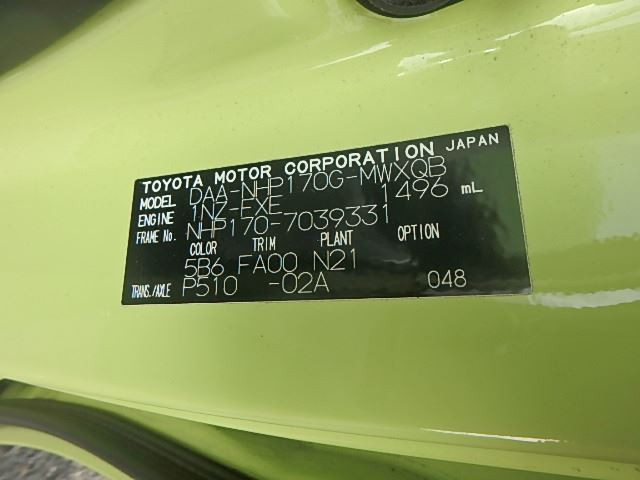 TOYOTA MOTOR CORPORATION JAPAN
MODEL DAA-NHP170G-MWXQB
ENGINE 1NZ-FXE 1496 mL
FRAME No. NHP170-7039331
COLOR TRIM PLANT OPTION
5B6 FA00 N21
TRANS./AXLE P510 -02A 048